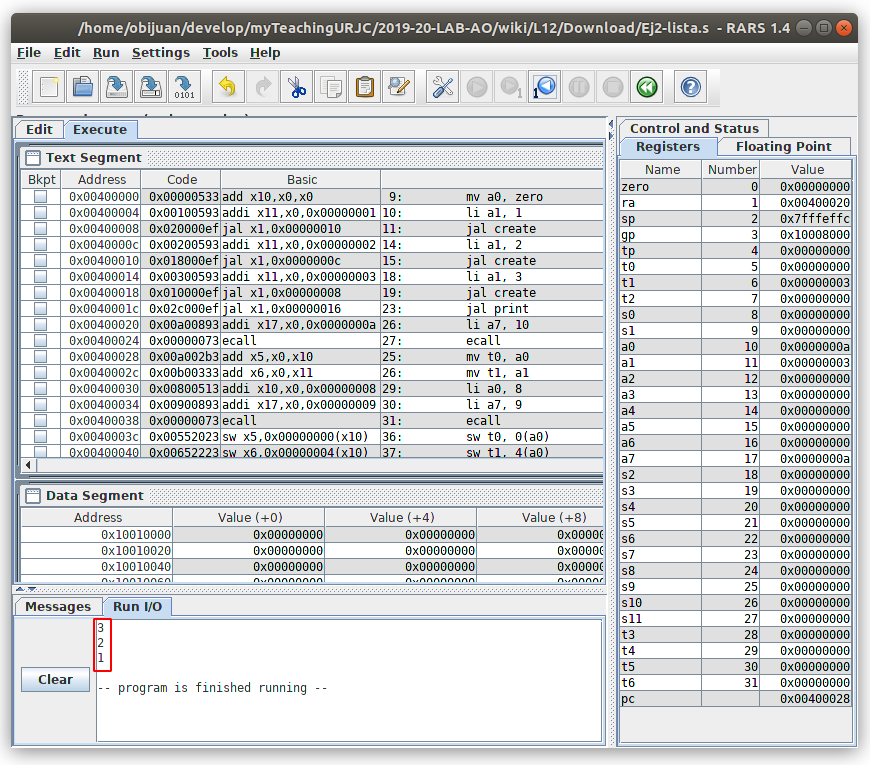 /home/obijuan/develop/myTeachingURJC/2019-20-LAB-AO/wiki/L12/Download/Ej2-lista.s - RARS 1.4
File Edit Run Settings Tools Help
Edit Execute
Text Segment
Bkpt Address Code Basic
0x00400000 0x00000533 add x10,x0,x0 9: mv a0, zero
0x00400004 0x00100593 addi x11,x0,0x00000001 10: li a1, 1
0x00400008 0x020000ef jal x1,0x00000010 11: jal create
0x0040000c 0x00200593 addi x11,x0,0x00000002 14: li a1, 2
0x00400010 0x018000ef jal x1,0x0000000c 15: jal create
0x00400014 0x00300593 addi x11,x0,0x00000003 18: li a1, 3
0x00400018 0x010000ef jal x1,0x00000008 19: jal create
0x0040001c 0x02c000ef jal x1,0x00000016 23: jal print
0x00400020 0x00a00893 addi x17,x0,0x0000000a 26: li a7, 10
0x00400024 0x00000073 ecall 27: ecall
0x00400028 0x00a002b3 add x5,x0,x10 25: mv t0, a0
0x0040002c 0x00b00333 add x6,x0,x11 26: mv t1, a1
0x00400030 0x00800513 addi x10,x0,0x00000008 29: li a0, 8
0x00400034 0x00900893 addi x17,x0,0x00000009 30: li a7, 9
0x00400038 0x00000073 ecall 31: ecall
0x0040003c 0x00552023 sw x5,0x00000000(x10) 36: sw t0, 0(a0)
0x00400040 0x00652223 sw x6,0x00000004(x10) 37: sw t1, 4(a0)
Data Segment
Address Value (+0) Value (+4) Value (+8)
0x10010000 0x00000000 0x00000000 0x0000
0x10010020 0x00000000 0x00000000 0x0000
0x10010040 0x00000000 0x00000000 0x0000
0x10010060 0x00000000 0x00000000 0x0000
Messages Run I/O
Clear
3
2
1
-- program is finished running --
Control and Status
Registers Floating Point
Name Number Value
zero 0 0x00000000
ra 1 0x00400020
sp 2 0x7fffeffc
gp 3 0x10008000
tp 4 0x00000000
t0 5 0x00000000
t1 6 0x00000003
t2 7 0x00000000
s0 8 0x00000000
s1 9 0x00000000
a0 10 0x0000000a
a1 11 0x00000003
a2 12 0x00000000
a3 13 0x00000000
a4 14 0x00000000
a5 15 0x00000000
a6 16 0x00000000
a7 17 0x0000000a
s2 18 0x00000000
s3 19 0x00000000
s4 20 0x00000000
s5 21 0x00000000
s6 22 0x00000000
s7 23 0x00000000
s8 24 0x00000000
s9 25 0x00000000
s10 26 0x00000000
s11 27 0x00000000
t3 28 0x00000000
t4 29 0x00000000
t5 30 0x00000000
t6 31 0x00000000
pc 0x00400028